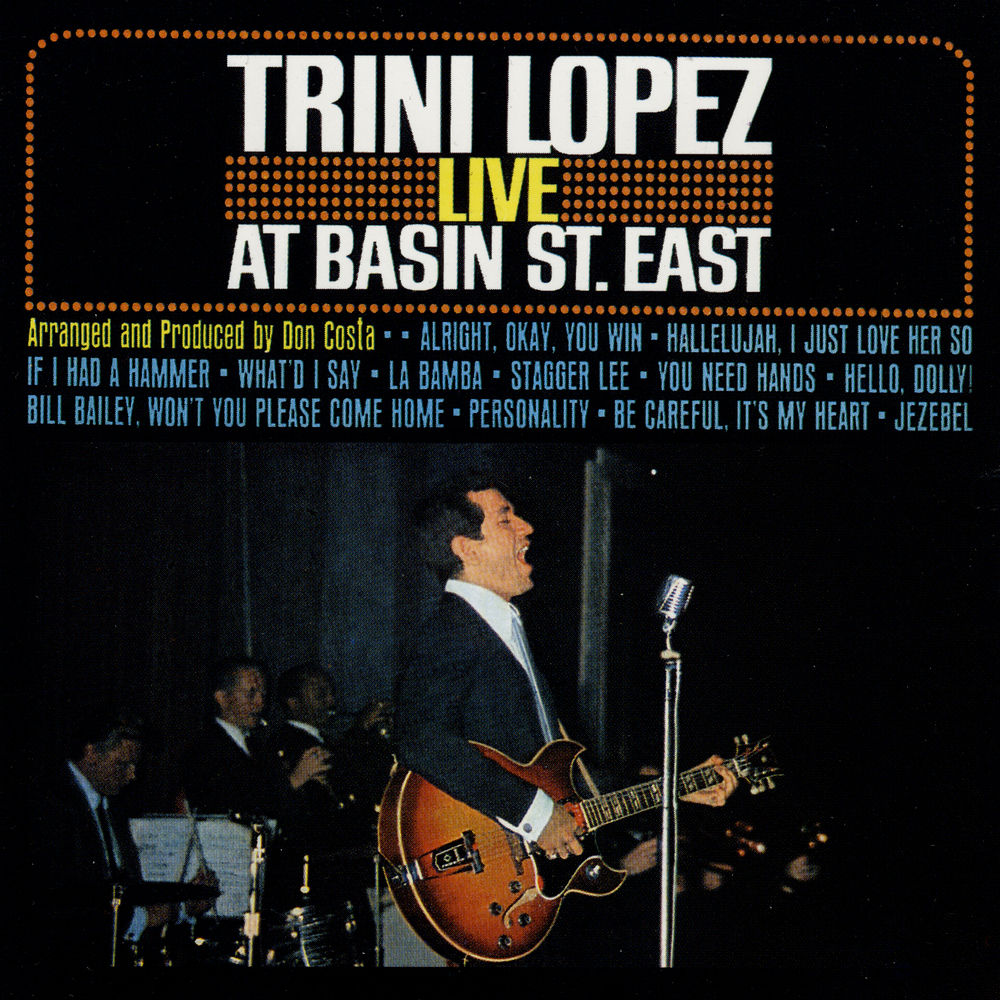 TRINI LOPEZ
LIVE
AT BASIN ST. EAST
Arranged and Produced by Don Costa ▪ ▪ ALRIGHT, OKAY, YOU WIN ▪ HALLELUJAH, I JUST LOVE HER SO
IF I HAD A HAMMER ▪ WHAT'D I SAY ▪ LA BAMBA ▪ STAGGER LEE ▪ YOU NEED HANDS ▪ HELLO, DOLLY!
BILL BAILEY, WON'T YOU PLEASE COME HOME ▪ PERSONALITY ▪ BE CAREFUL, IT'S MY HEART ▪ JEZEBEL